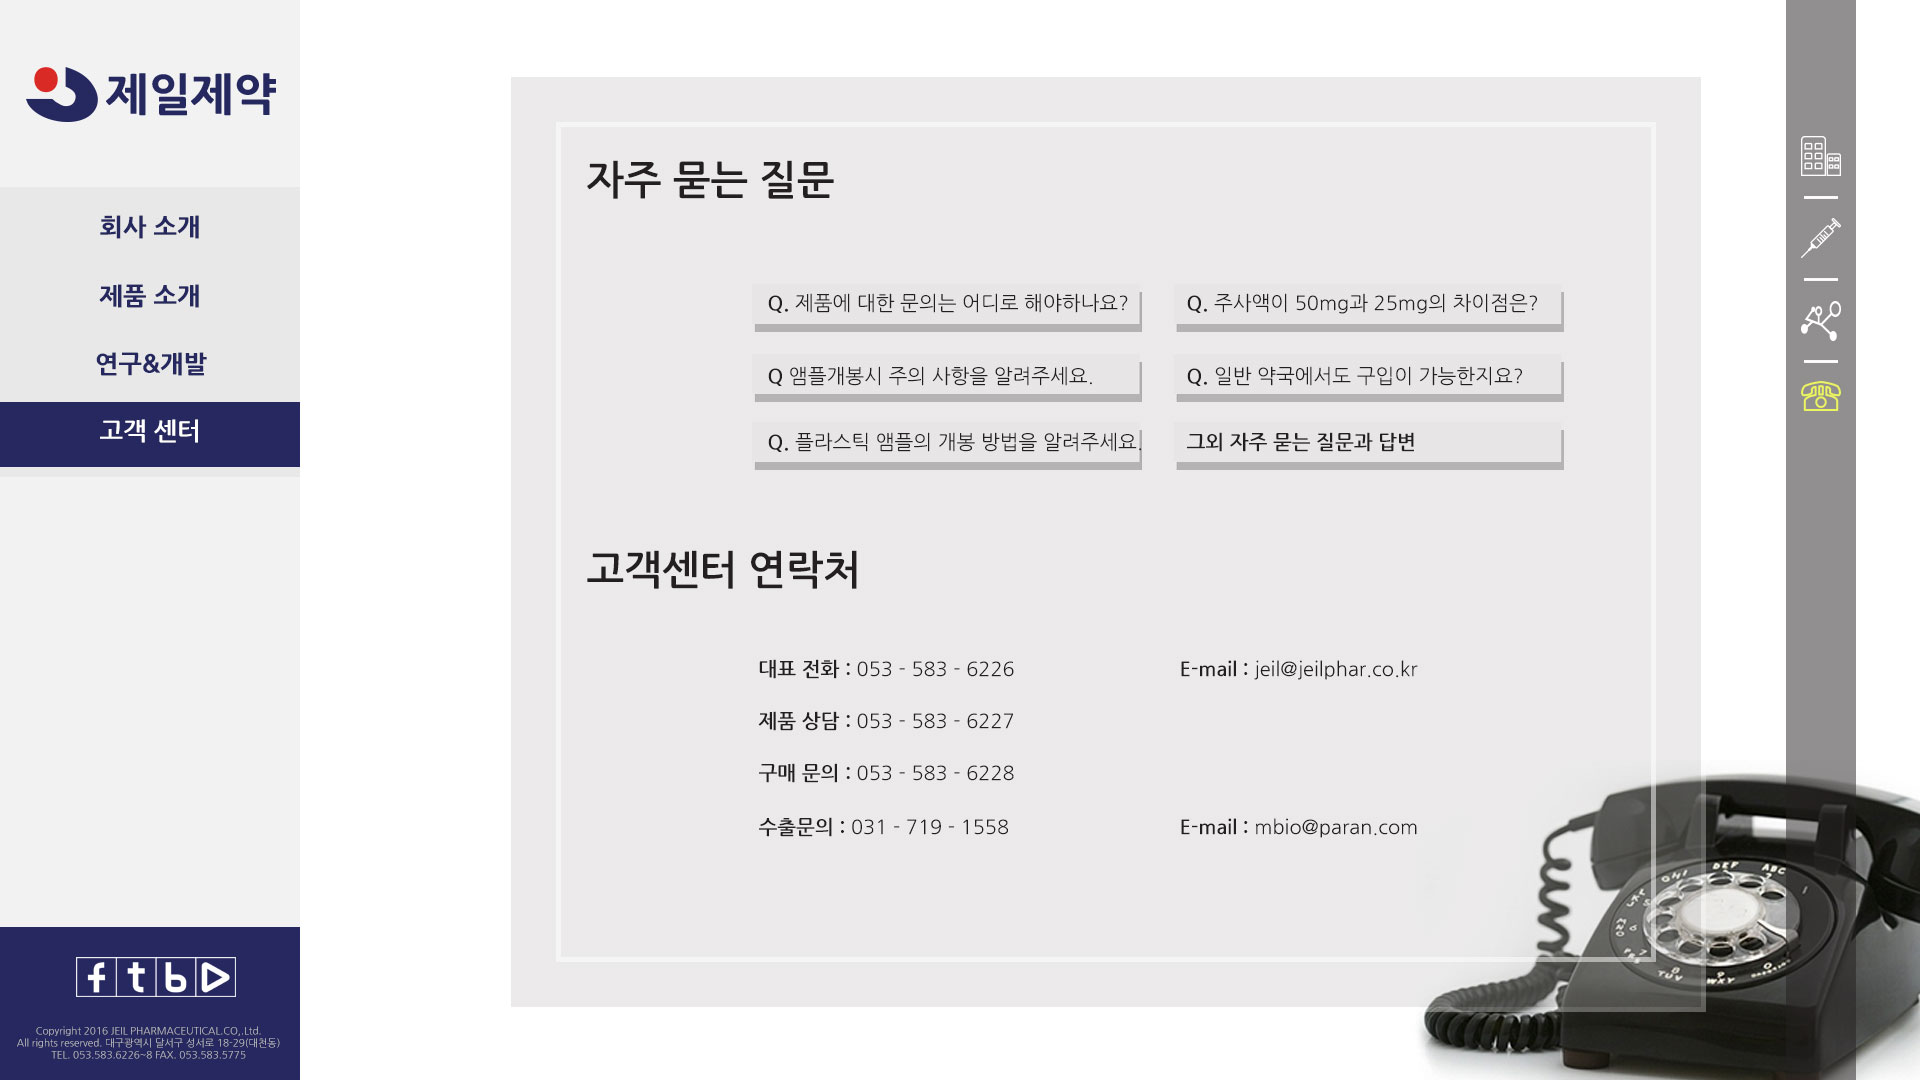 제일제약
회사 소개
제품 소개
연구&개발
고객 센터
자주 묻는 질문
Q. 제품에 대한 문의는 어디로 해야하나요?
Q. 주사액이 50mg과 25mg의 차이점은?
Q 앰플개봉시 주의 사항을 알려주세요.
Q. 일반 약국에서도 구입이 가능한지요?
Q. 플라스틱 앰플의 개봉 방법을 알려주세요.
그외 자주 묻는 질문과 답변
고객센터 연락처
대표 전화 : 053 - 583 - 6226
E-mail : jeil@jeilphar.co.kr
제품 상담 : 053 - 583 - 6227
구매 문의 : 053 - 583 - 6228
수출문의 : 031 - 719 - 1558
E-mail : mbio@paran.com
Copyright 2016 JEIL PHARMACEUTICAL.CO,.Ltd.
All rights reserved. 대구광역시 달서구 성서로 18-29(대천동)
TEL. 053.583.6226~8 FAX. 053.583.5775
ABC
DEF
GHI
TUV
WXY